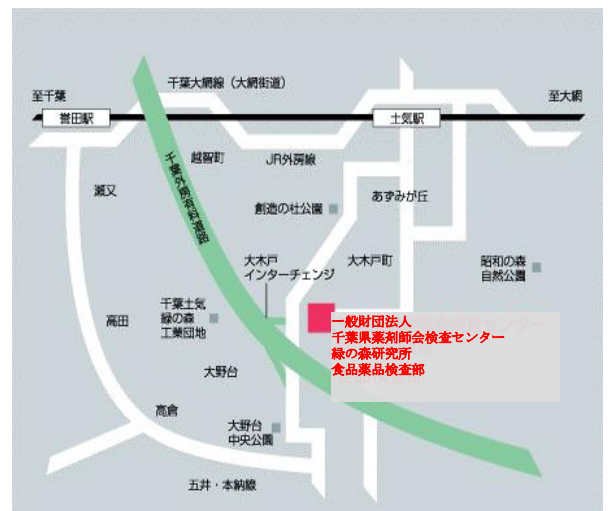 千葉大網線（大網街道）
至千葉
至大網
誉田駅
土気駅
越智町
JR外房線
千葉外房有料道路
瀬又
あすみが丘
創造の杜公園
大木戸
インターチェンジ
大木戸町
昭和の森
自然公園
千葉土気
緑の森
工業団地
高田
一般財団法人
千葉県薬剤師会検査センター
緑の森研究所
食品薬品検査部
大野台
高倉
大野台
中央公園
五井・本納線